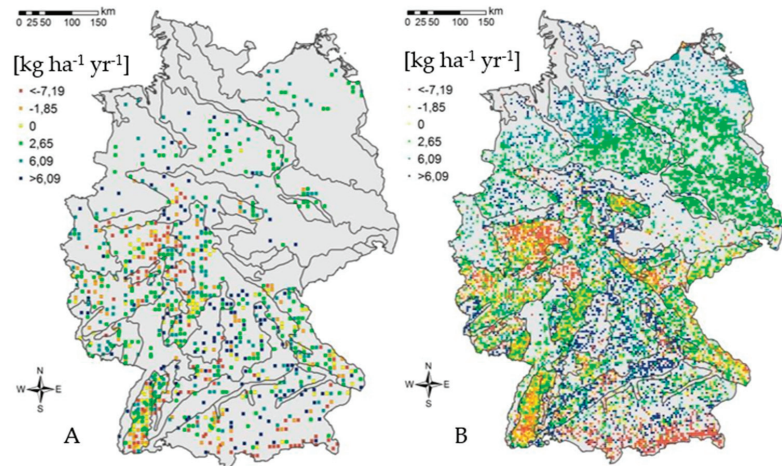 km
0 25 50 100 150
[kg ha-1 yr-1]
<-7,19
-1,85
0
2,65
6,09
>6,09
N
W E
S
A
km
0 25 50 100 150
[kg ha-1 yr-1]
<-7,19
-1,85
0
2,65
6,09
>6,09
N
W E
S
B